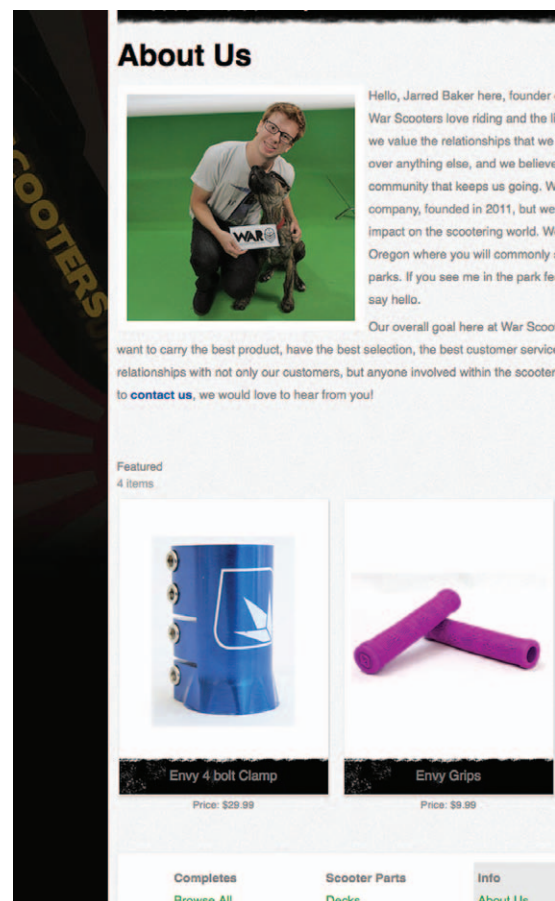 SCOOTERS
About Us
Hello, Jarred Baker here, founder
War Scooters love riding and the
we value the relationships that we
over anything else, and we believe
community that keeps us going.
company, founded in 2011, but we
impact on the scootering world.
Oregon where you will commonly
parks. If you see me in the park
say hello.
WAR
Our overall goal here at War
want to carry the best product, have the best selection, the best customer service
relationships with not only our customers, but anyone involved within the scooter
to contact us, we would love to hear from you!
Featured
4 items
Envy 4 bolt Clamp
Envy Grips
Price: $29.99
Price: $9.99
Completes
Scooter Parts
Info
Browse All
Decks
About Us